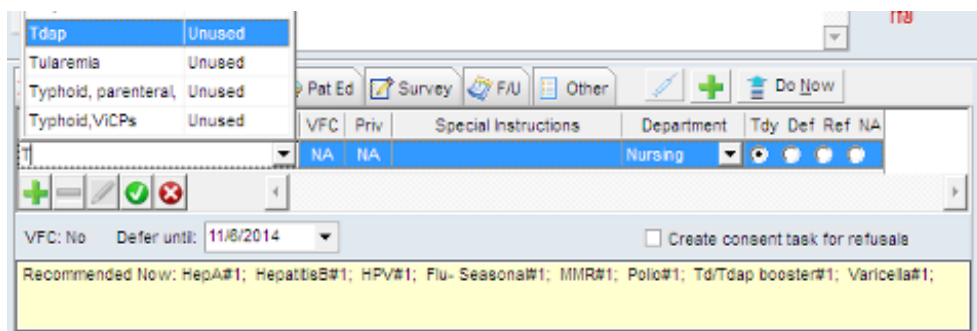 Tdap Unused
Tularemia Unused
Typhoid, parenteral, Unused
Typhoid,ViCPs Unused
Pat Ed Survey F/U Other Do Now
VFC Priv Special Instructions Department Tdy Def Ref NA
T NA NA Nursing
VFC: No Defer until: 11/6/2014 Create consent task for refusals
Recommended Now: HepA#1; HepatitisB#1; HPV#1; Flu- Seasonal#1; MMR#1; Polio#1; Td/Tdap booster#1; Varicella#1;